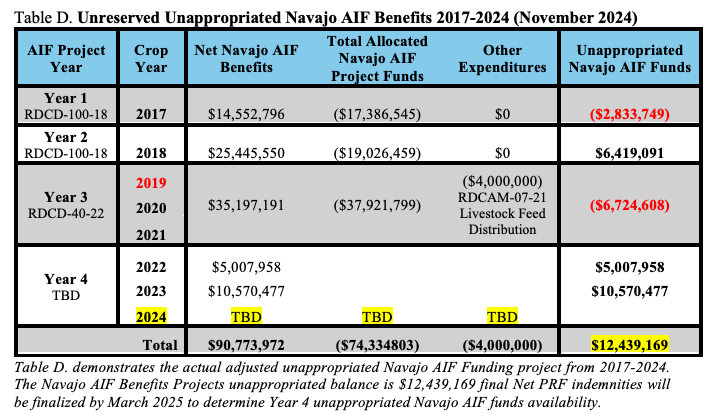 Table D. Unreserved Unappropriated Navajo AIF Benefits 2017-2024 (November 2024)
AIF Project Year Crop Year Net Navajo AIF Benefits Total Allocated Navajo AIF Project Funds Other Expenditures Unappropriated Navajo AIF Funds
Year 1
RDCD-100-18 2017 $14,552,796 ($17,386,545) $0 ($2,833,749)
Year 2
RDCD-100-18 2018 $25,445,550 ($19,026,459) $0 $6,419,091
Year 3
RDCD-40-22
2019
2020
2021
$35,197,191 ($37,921,799)
($4,000,000)
RDCAM-07-21
Livestock Feed
Distribution
($6,724,608)
Year 4
TBD
2022 $5,007,958 $5,007,958
2023 $10,570,477 $10,570,477
2024 TBD TBD TBD
Total $90,773,972 ($74,334803) ($4,000,000) $12,439,169
Table D. demonstrates the actual adjusted unappropriated Navajo AIF Funding project from 2017-2024.
The Navajo AIF Benefits Projects unappropriated balance is $12,439,169 final Net PRF indemnities will
be finalized by March 2025 to determine Year 4 unappropriated Navajo AIF funds availability.